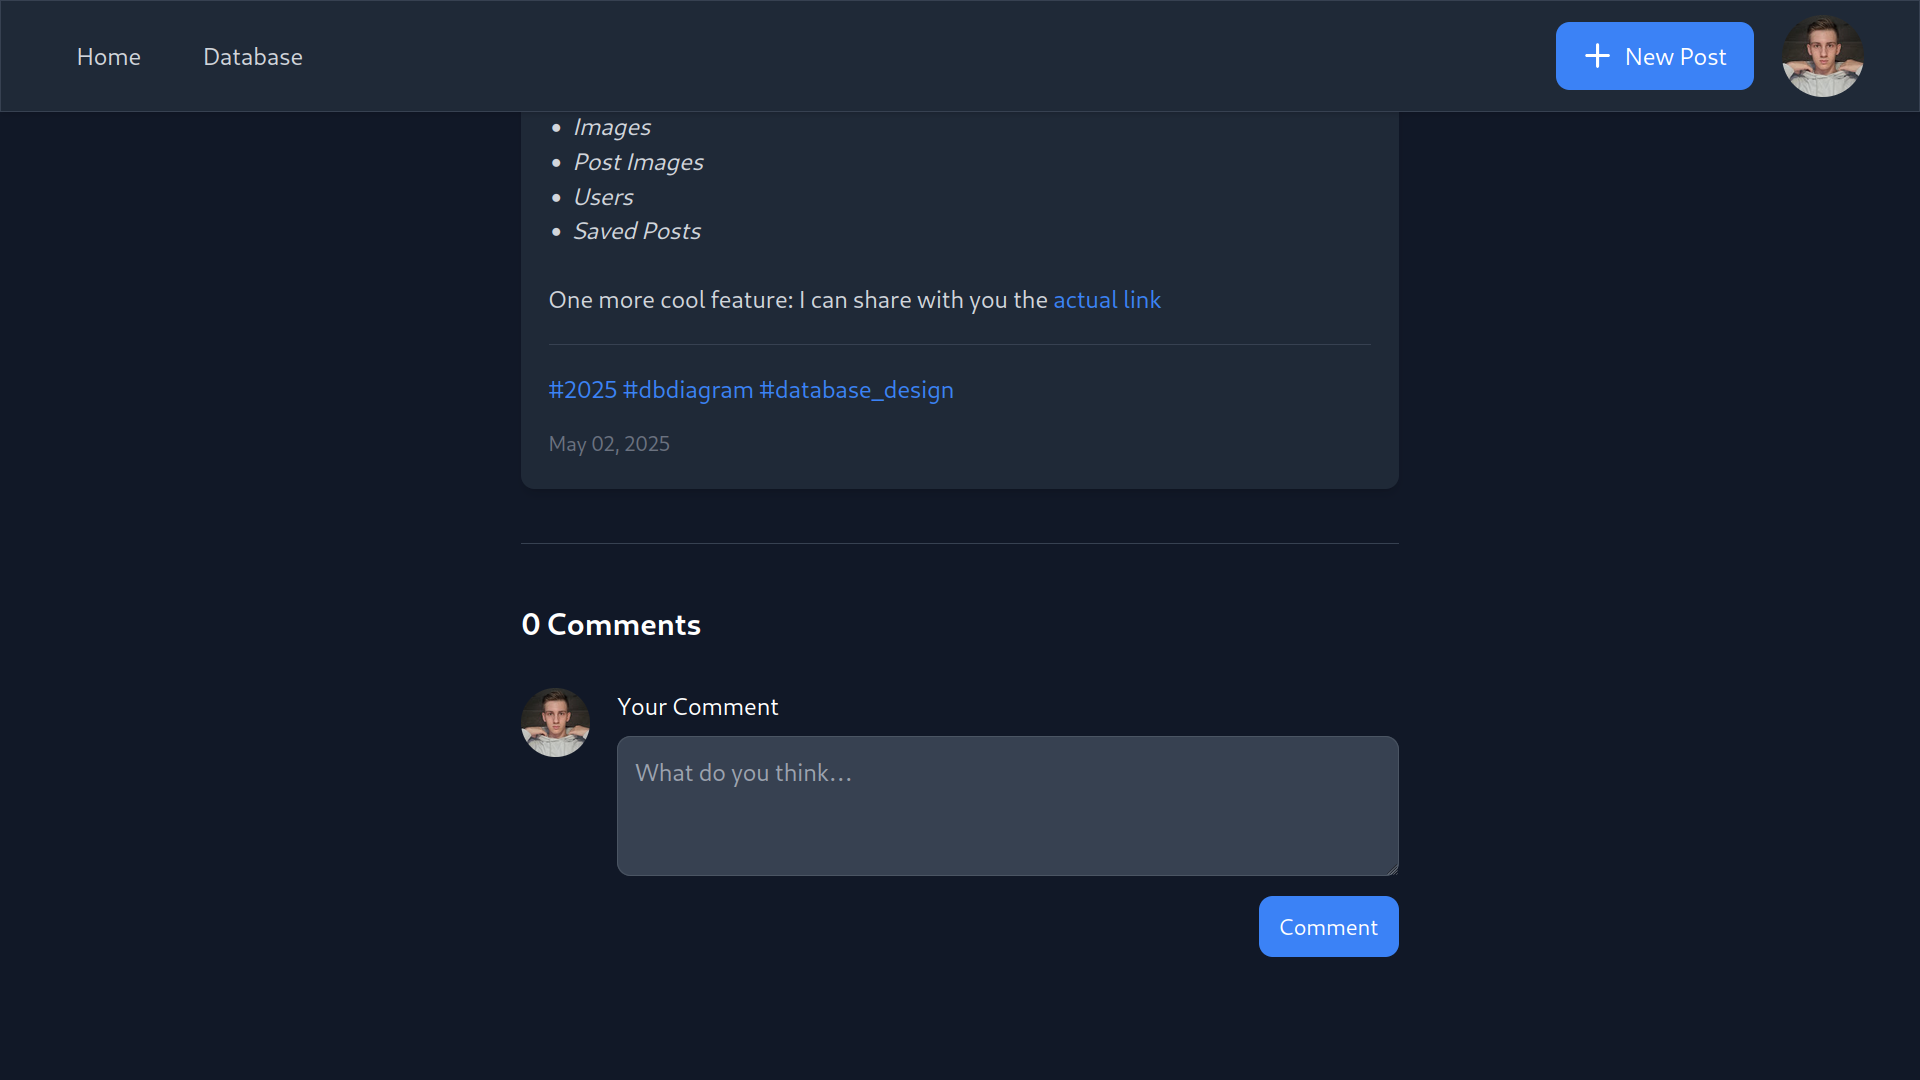 Home
Database
New Post
Images
Post Images
Users
Saved Posts
One more cool feature: I can share with you the actual link
#2025 #dbdiagram #database_design
May 02, 2025
0 Comments
Your Comment
What do you think...
Comment